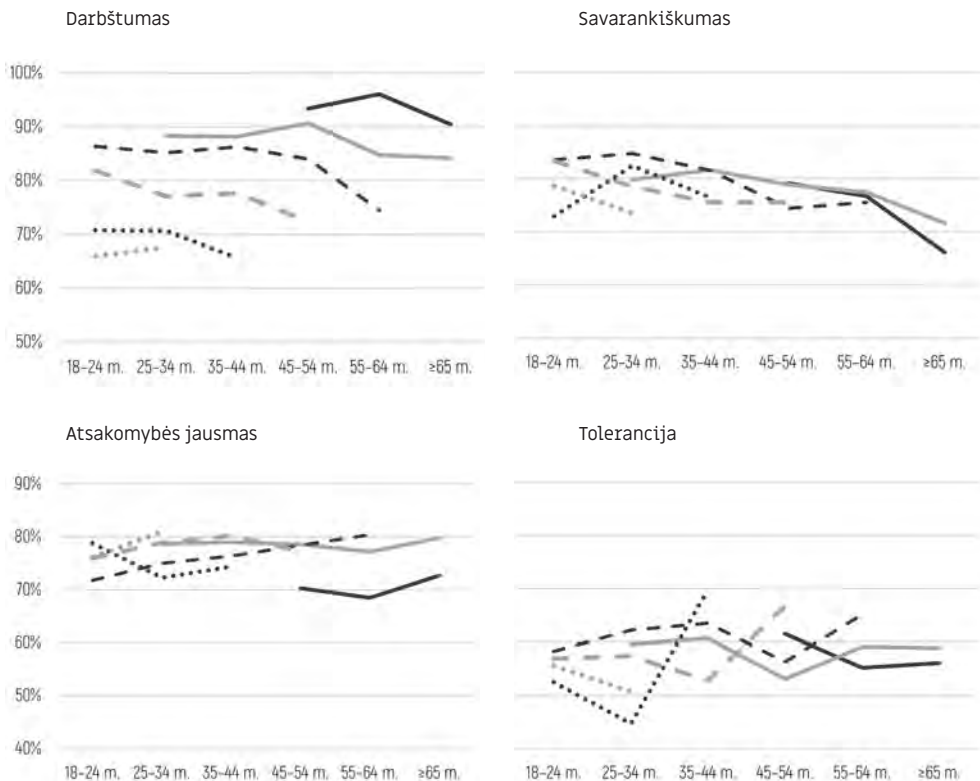 Darbštumas
Savarankiškumas
100%
90%
80%
70%
60%
50%
18–24 m. 25–34 m. 35–44 m. 45–54 m. 55–64 m. ≥65 m.
18–24 m. 25–34 m. 35–44 m. 45–54 m. 55–64 m. ≥65 m.
Atsakomybės jausmas
Tolerancija
90%
80%
70%
60%
50%
40%
18–24 m. 25–34 m. 35–44 m. 45–54 m. 55–64 m. ≥65 m.
18–24 m. 25–34 m. 35–44 m. 45–54 m. 55–64 m. ≥65 m.